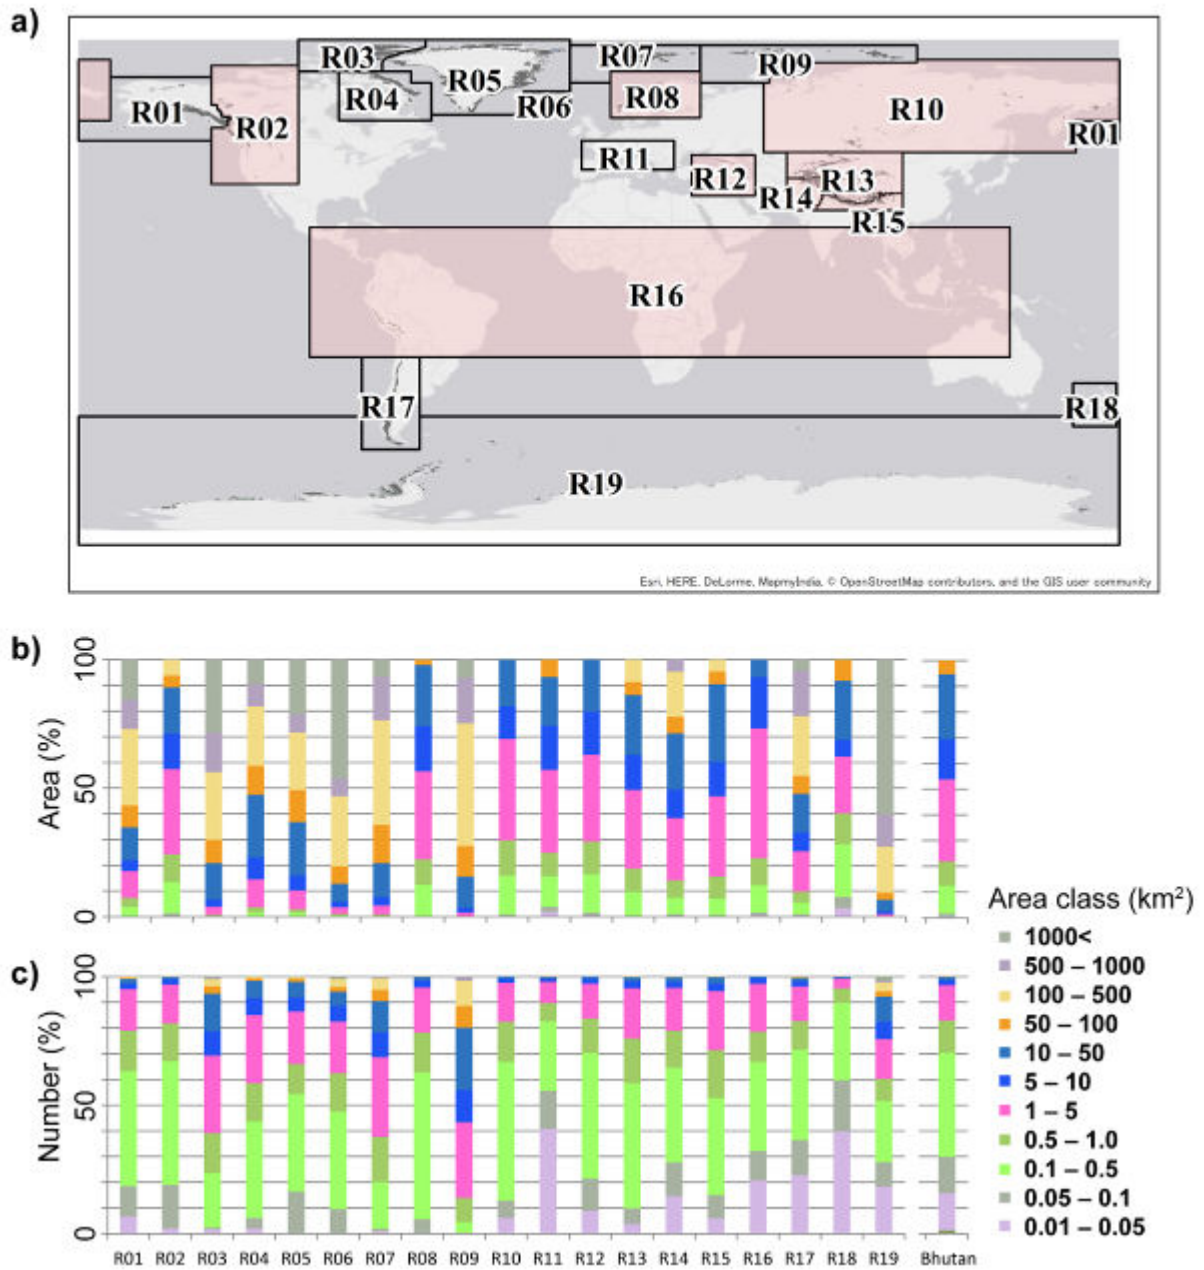 a)
R03
R07
R09
R05
R01
R04
R06
R08
R02
R10
R01
R11
R12
R13
R14
R15
R16
R17
R18
R19
Esri, HERE, DeLorme, MapmyIndia, © OpenStreetMap contributors, and the GIS user community
b)
100
50
0
Area (%)
c)
100
50
0
Number (%)
R01 R02 R03 R04 R05 R06 R07 R08 R09 R10 R11 R12 R13 R14 R15 R16 R17 R18 R19 Bhutan
Area class (km²)
1000<
500 – 1000
100 – 500
50 – 100
10 – 50
5 – 10
1 – 5
0.5 – 1.0
0.1 – 0.5
0.05 – 0.1
0.01 – 0.05